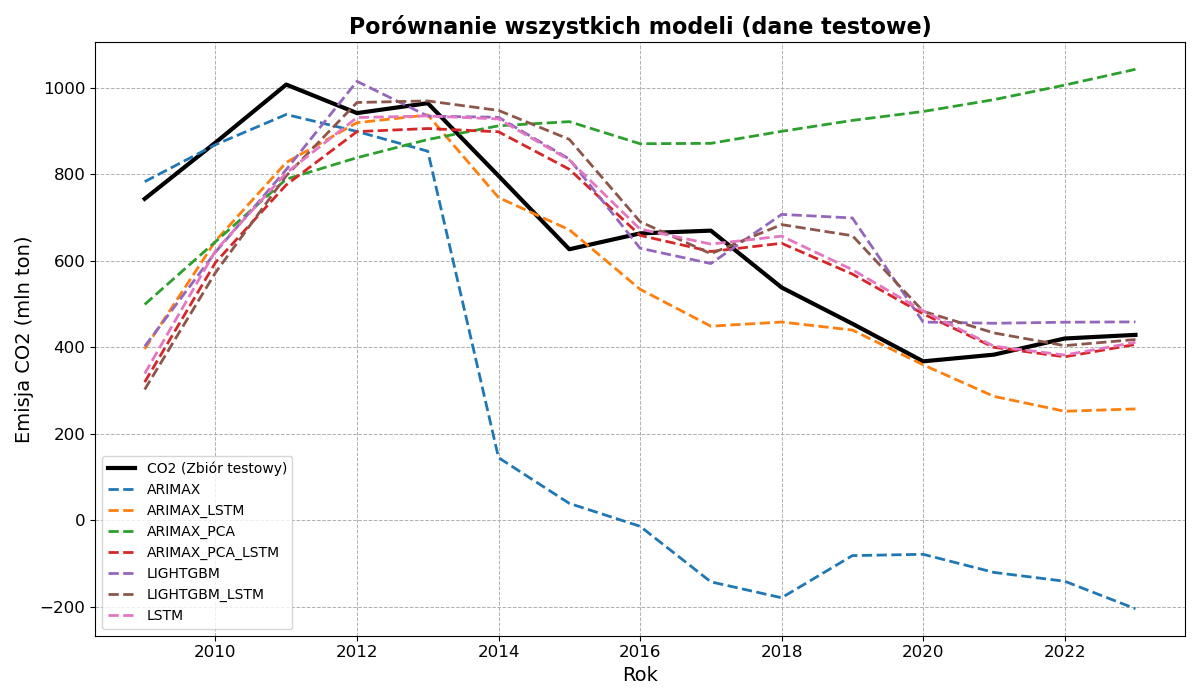 Porównanie wszystkich modeli (dane testowe)
Emisja CO2 (mln ton)
1000
800
600
400
200
0
−200
CO2 (Zbiór testowy)
ARIMAX
ARIMAX_LSTM
ARIMAX_PCA
ARIMAX_PCA_LSTM
LIGHTGBM
LIGHTGBM_LSTM
LSTM
2010 2012 2014 2016 2018 2020 2022
Rok